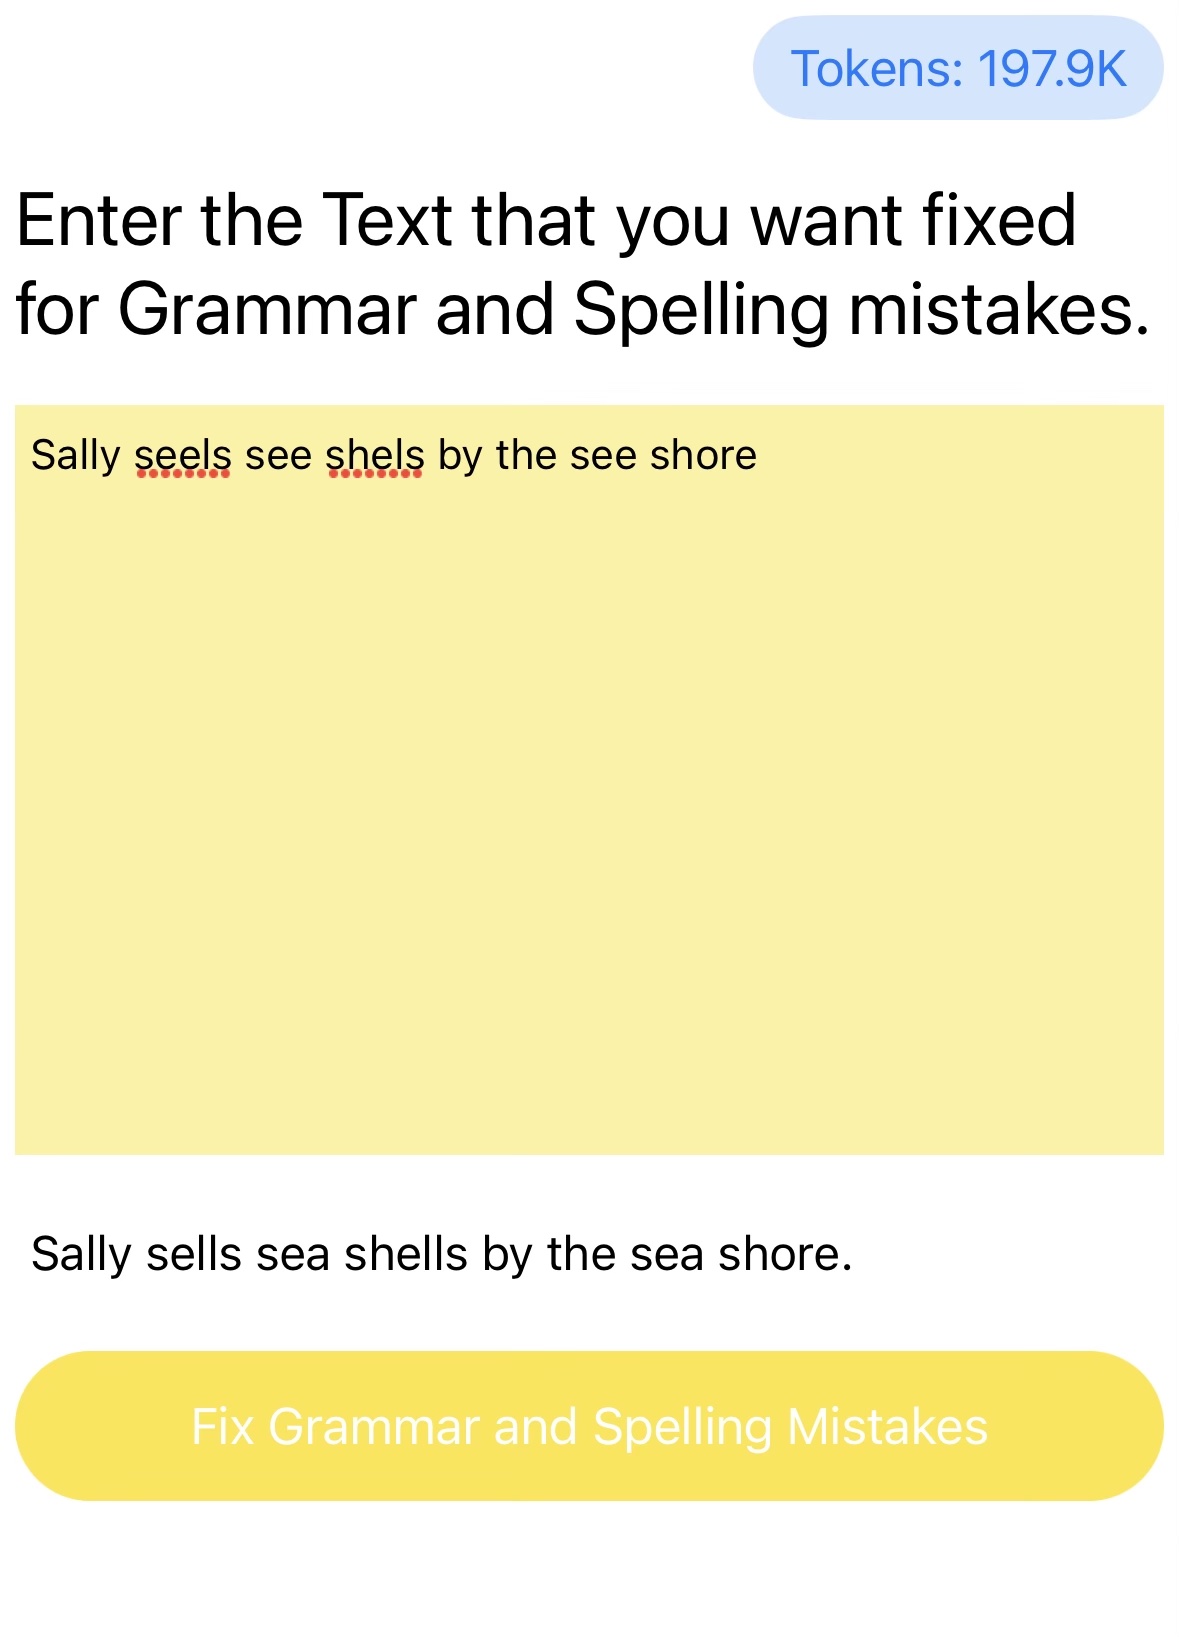 Tokens: 197.9K
Enter the Text that you want fixed
for Grammar and Spelling mistakes.
Sally seels see shels by the see shore
Sally sells sea shells by the sea shore.
Fix Grammar and Spelling Mistakes